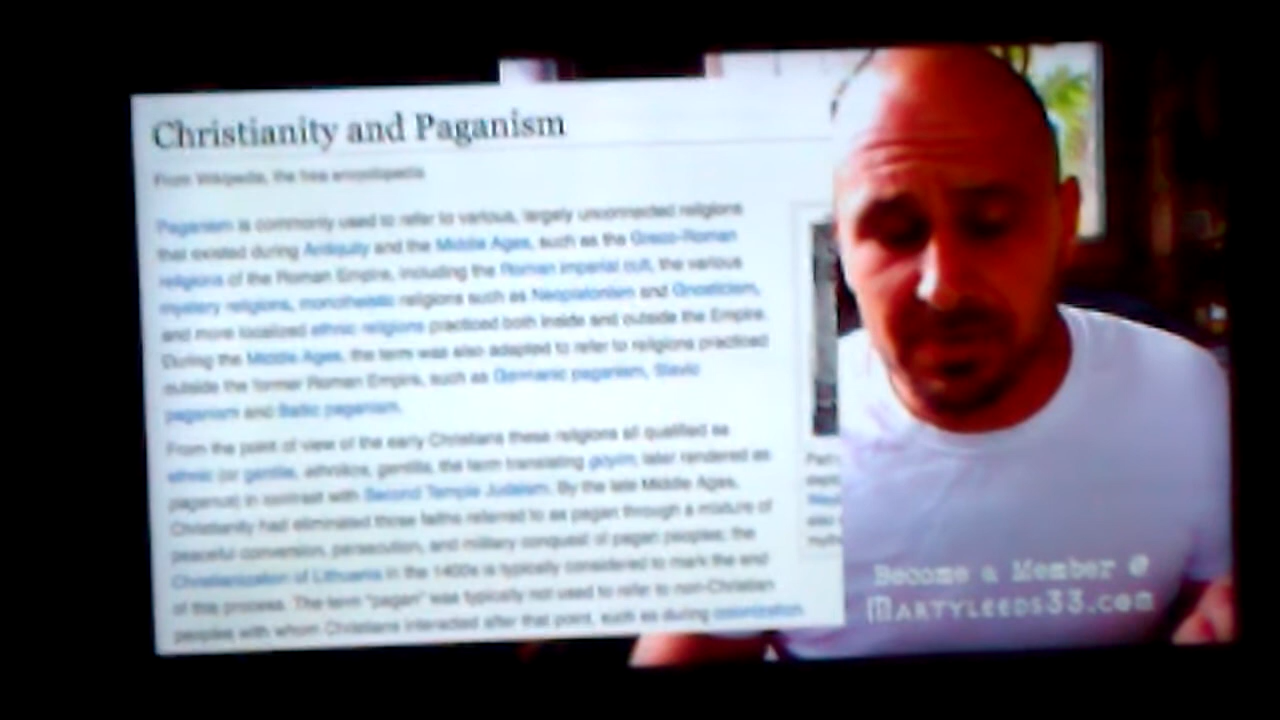 Christianity and Paganism
From Wikipedia, the free encyclopedia
Paganism is commonly used to refer to various, largely unconnected religions
that existed during Antiquity and the Middle Ages, such as the Greco-Roman
religions of the Roman Empire, including the Roman imperial cult, the various
mystery religions, monotheistic religions such as Neoplatonism and Gnosticism,
and more localized ethnic religions practiced both inside and outside the Empire.
During the Middle Ages, the term was also adapted to refer to religions practiced
outside the former Roman Empire, such as Germanic paganism, Slavic
paganism and Baltic paganism.
From the point of view of the early Christians these religions all qualified as
ethnic (or gentile, ethnikos, gentilis, the term translating goyim, later rendered as
paganus) in contrast with Second Temple Judaism. By the late Middle Ages,
Christianity had eliminated those faiths referred to as pagan through a mixture of
peaceful conversion, persecution, and military conquest of pagan peoples; the
Christianization of Lithuania in the 1400s is typically considered to mark the end
of this process. The term "pagan" was typically not used to refer to non-Christian
peoples with whom Christians interacted after that point, such as during colonization.
Become a Member @
MARTYLEEDS33.com